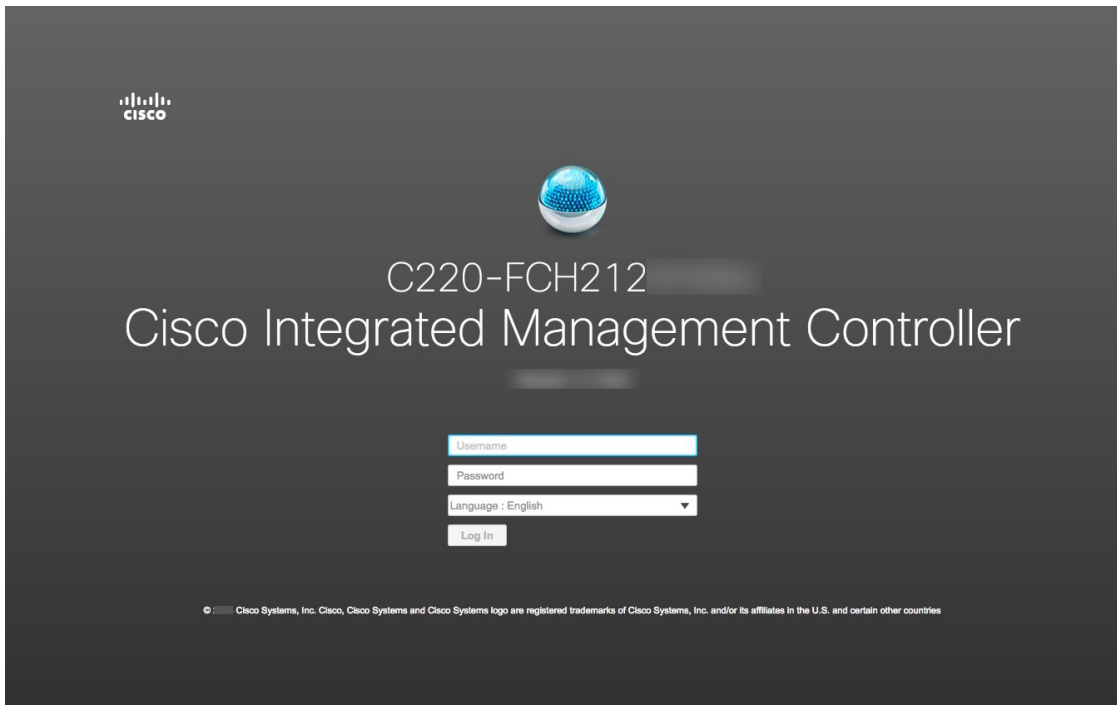 CISCO
C220-FCH212
Cisco Integrated Management Controller
Username
Password
Language : English
Log In
© Cisco Systems, Inc. Cisco, Cisco Systems and Cisco Systems logo are registered trademarks of Cisco Systems, Inc. and/or its affiliates in the U.S. and certain other countries